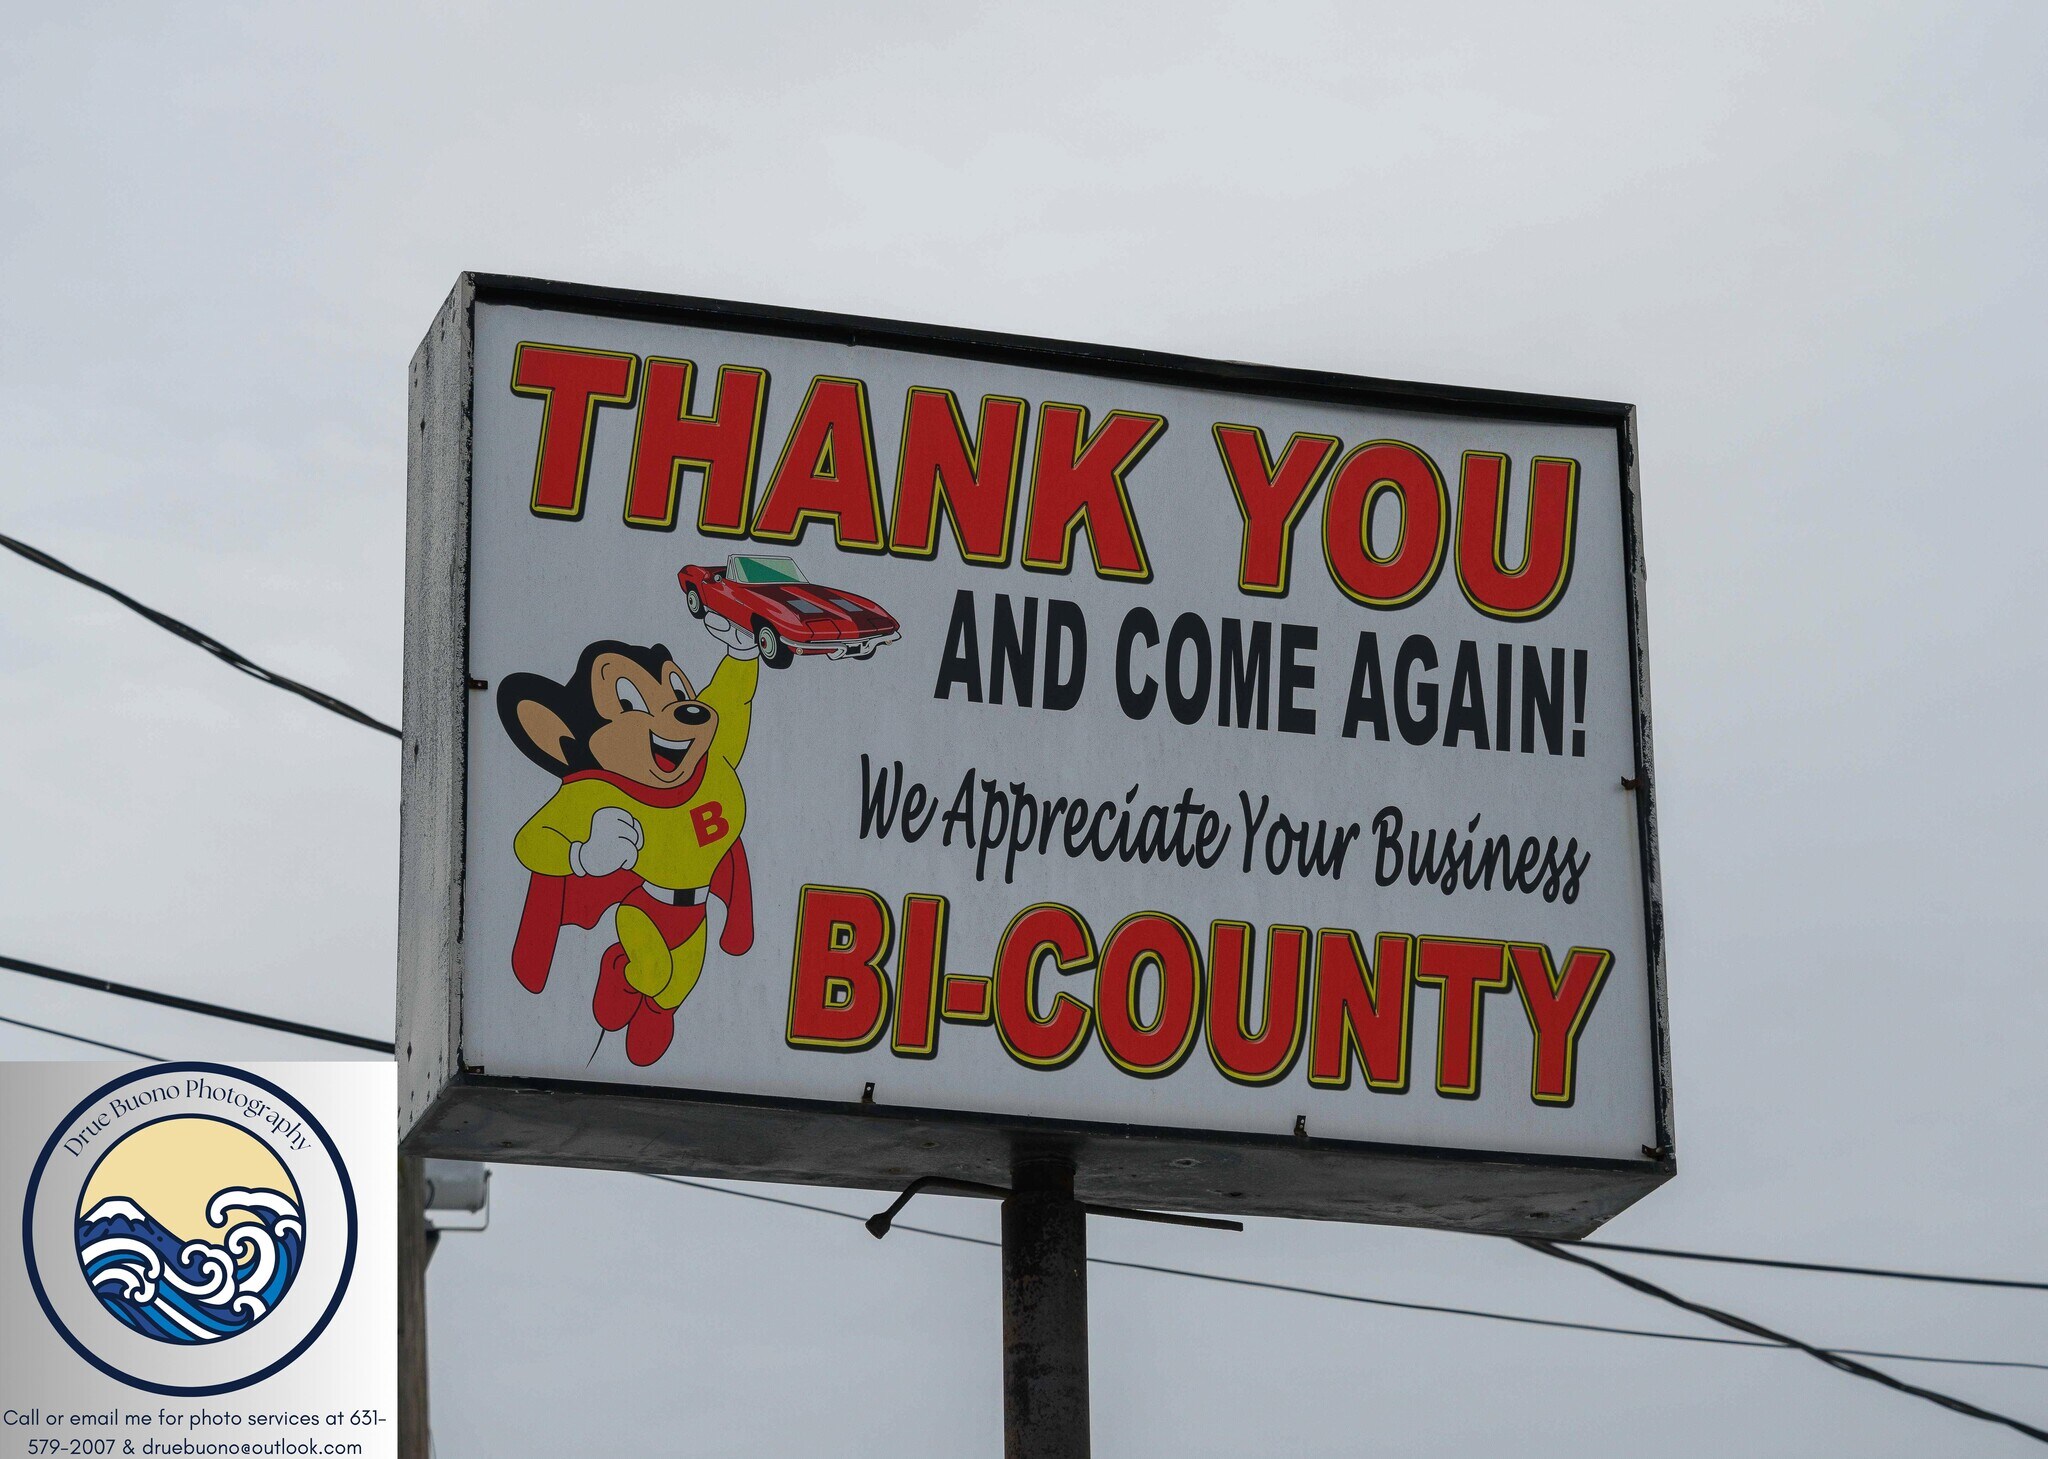 THANK YOU
AND COME AGAIN!
We Appreciate Your Business
B
BI-COUNTY
Drue Buono Photography
Call or email me for photo services at 631-
579-2007 & druebuono@outlook.com